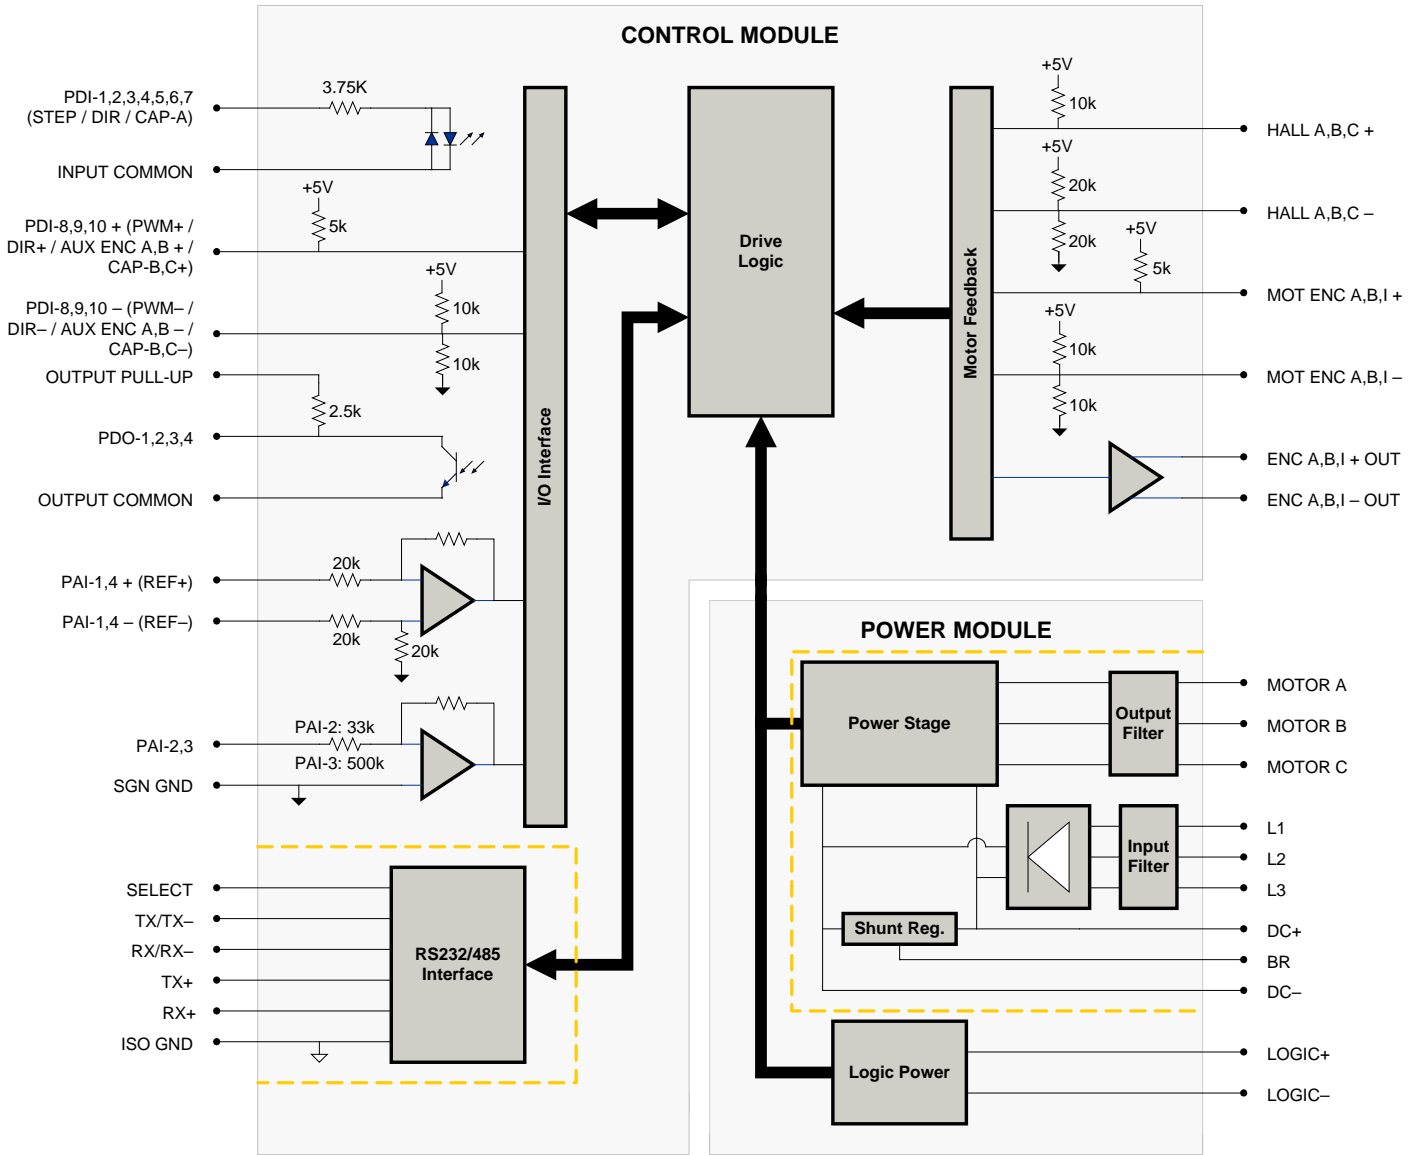 CONTROL MODULE
PDI-1,2,3,4,5,6,7
(STEP / DIR / CAP-A)
3.75K
INPUT COMMON
+5V
5k
PDI-8,9,10 + (PWM+ /
DIR+ / AUX ENC A,B + /
CAP-B,C+)
+5V
10k
PDI-8,9,10 – (PWM– /
DIR– / AUX ENC A,B – /
CAP-B,C–)
10k
OUTPUT PULL-UP
2.5k
PDO-1,2,3,4
OUTPUT COMMON
20k
PAI-1,4 + (REF+)
PAI-1,4 – (REF–)
20k
20k
PAI-2: 33k
PAI-2,3
PAI-3: 500k
SGN GND
I/O Interface
SELECT
TX/TX–
RX/RX–
TX+
RX+
ISO GND
RS232/485
Interface
Drive
Logic
Motor Feedback
+5V
10k
HALL A,B,C +
+5V
20k
HALL A,B,C –
20k
+5V
5k
MOT ENC A,B,I +
+5V
10k
MOT ENC A,B,I –
10k
ENC A,B,I + OUT
ENC A,B,I – OUT
POWER MODULE
Power Stage
Output
Filter
MOTOR A
MOTOR B
MOTOR C
Input
Filter
L1
L2
L3
Shunt Reg.
DC+
BR
DC–
Logic Power
LOGIC+
LOGIC–